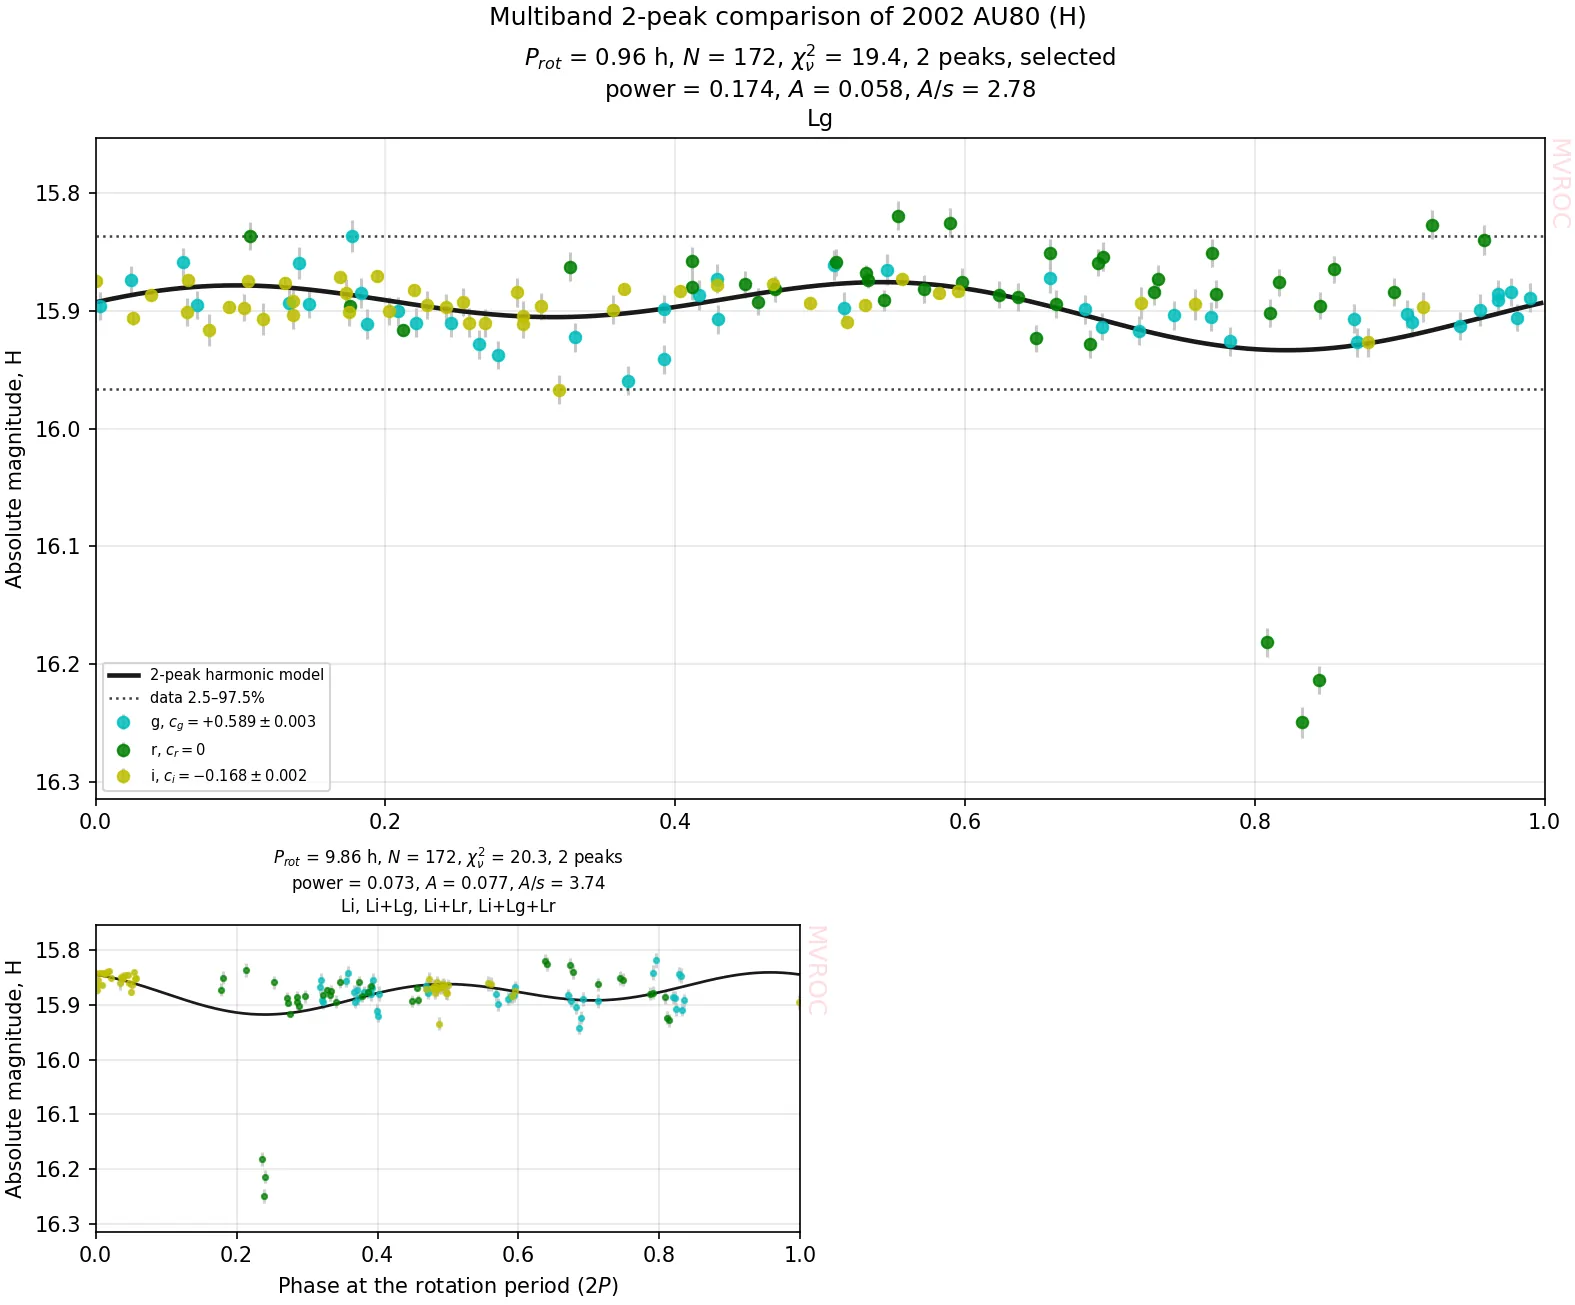 Multiband 2-peak comparison of 2002 AU80 (H)
P_rot = 0.96 h, N = 172, χ²_ν = 19.4, 2 peaks, selected
power = 0.174, A = 0.058, A/s = 2.78
Lg
MVROC
Absolute magnitude, H
15.8
15.9
16.0
16.1
16.2
16.3
2-peak harmonic model
data 2.5–97.5%
g, c_g = +0.589 ± 0.003
r, c_r = 0
i, c_i = −0.168 ± 0.002
0.0 0.2 0.4 0.6 0.8 1.0
P_rot = 9.86 h, N = 172, χ²_ν = 20.3, 2 peaks
power = 0.073, A = 0.077, A/s = 3.74
Li, Li+Lg, Li+Lr, Li+Lg+Lr
MVROC
Absolute magnitude, H
15.8
15.9
16.0
16.1
16.2
16.3
0.0 0.2 0.4 0.6 0.8 1.0
Phase at the rotation period (2P)